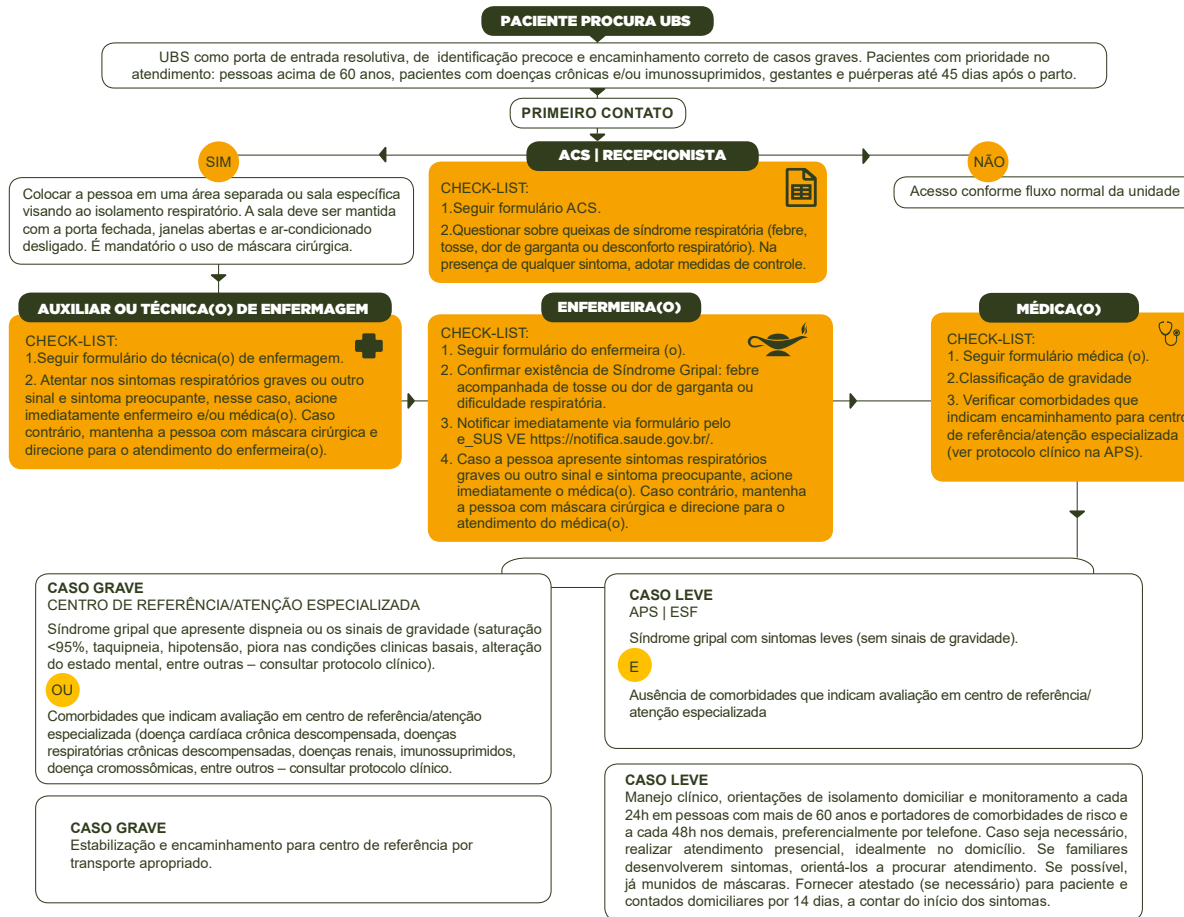 PACIENTE PROCURA UBS
UBS como porta de entrada resolutiva, de identificação precoce e encaminhamento correto de casos graves. Pacientes com prioridade no
atendimento: pessoas acima de 60 anos, pacientes com doenças crônicas e/ou imunossuprimidos, gestantes e puérperas até 45 dias após o parto.
PRIMEIRO CONTATO
SIM
Colocar a pessoa em uma área separada ou sala específica
visando ao isolamento respiratório. A sala deve ser mantida
com a porta fechada, janelas abertas e ar-condicionado
desligado. É mandatório o uso de máscara cirúrgica.
ACS | RECEPCIONISTA
CHECK-LIST:
1.Seguir formulário ACS.
2.Questionar sobre queixas de síndrome respiratória (febre,
tosse, dor de garganta ou desconforto respiratório). Na
presença de qualquer sintoma, adotar medidas de controle.
NÃO
Acesso conforme fluxo normal da unidade
AUXILIAR OU TÉCNICA(O) DE ENFERMAGEM
CHECK-LIST:
1.Seguir formulário do técnica(o) de enfermagem.
2. Atentar nos sintomas respiratórios graves ou outro
sinal e sintoma preocupante, nesse caso, acione
imediatamente enfermeiro e/ou médica(o). Caso
contrário, mantenha a pessoa com máscara cirúrgica e
direcione para o atendimento do enfermeira(o).
ENFERMEIRA(O)
CHECK-LIST:
1. Seguir formulário do enfermeira (o).
2. Confirmar existência de Síndrome Gripal: febre
acompanhada de tosse ou dor de garganta ou
dificuldade respiratória.
3. Notificar imediatamente via formulário pelo
e_SUS VE https://notifica.saude.gov.br/.
4. Caso a pessoa apresente sintomas respiratórios
graves ou outro sinal e sintoma preocupante, acione
imediatamente o médica(o). Caso contrário, mantenha
a pessoa com máscara cirúrgica e direcione para o
atendimento do médica(o).
MÉDICA(O)
CHECK-LIST:
1. Seguir formulário médica (o).
2.Classificação de gravidade
3. Verificar comorbidades que
indicam encaminhamento para centro
de referência/atenção especializada
(ver protocolo clínico na APS).
CASO GRAVE
CENTRO DE REFERÊNCIA/ATENÇÃO ESPECIALIZADA
Síndrome gripal que apresente dispneia ou os sinais de gravidade (saturação
<95%, taquipneia, hipotensão, piora nas condições clinicas basais, alteração
do estado mental, entre outras – consultar protocolo clínico).
OU
Comorbidades que indicam avaliação em centro de referência/atenção
especializada (doença cardíaca crônica descompensada, doenças
respiratórias crônicas descompensadas, doenças renais, imunossuprimidos,
doença cromossômicas, entre outros – consultar protocolo clínico.
CASO GRAVE
Estabilização e encaminhamento para centro de referência por
transporte apropriado.
CASO LEVE
APS | ESF
Síndrome gripal com sintomas leves (sem sinais de gravidade).
E
Ausência de comorbidades que indicam avaliação em centro de referência/
atenção especializada
CASO LEVE
Manejo clínico, orientações de isolamento domiciliar e monitoramento a cada
24h em pessoas com mais de 60 anos e portadores de comorbidades de risco e
a cada 48h nos demais, preferencialmente por telefone. Caso seja necessário,
realizar atendimento presencial, idealmente no domicílio. Se familiares
desenvolverem sintomas, orientá-los a procurar atendimento. Se possível,
já munidos de máscaras. Fornecer atestado (se necessário) para paciente e
contados domiciliares por 14 dias, a contar do início dos sintomas.